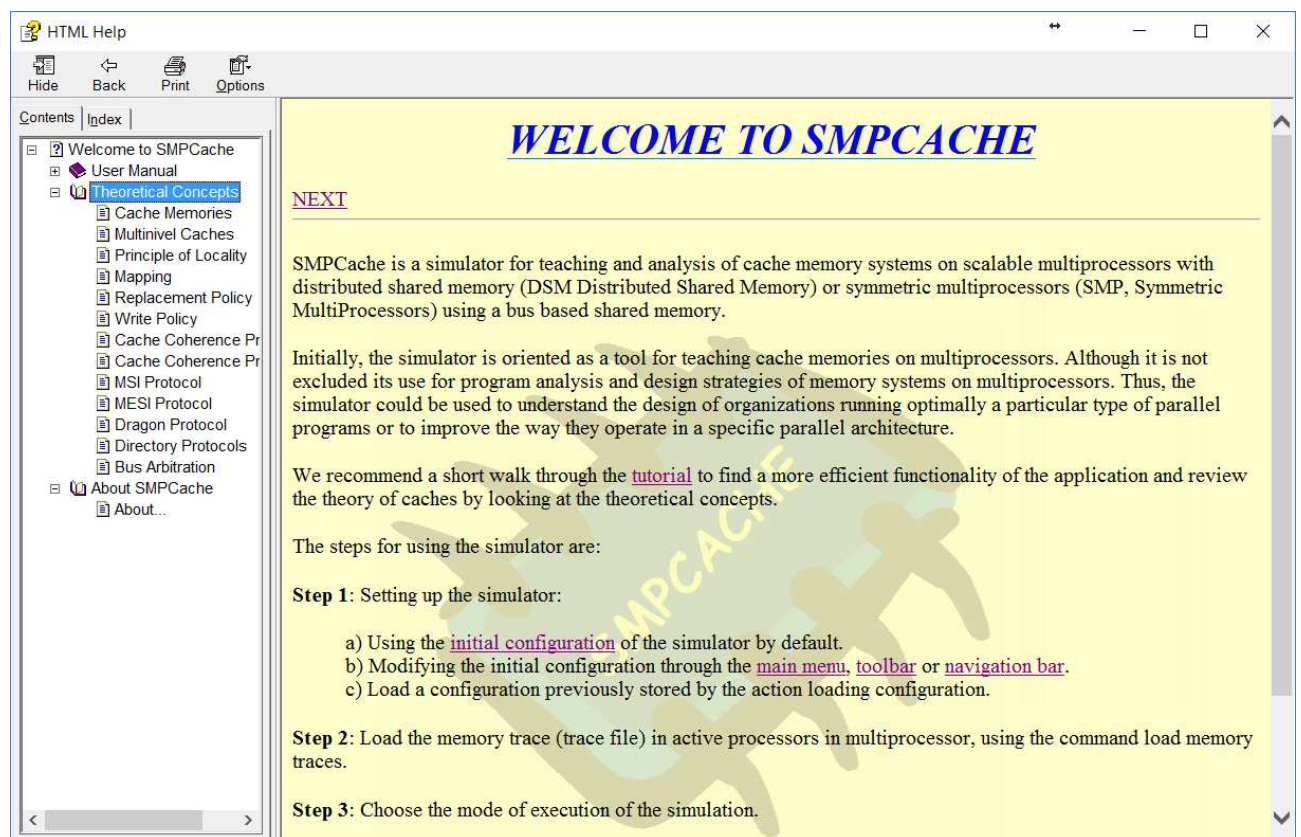 HTML Help
Hide Back Print Options
Contents Index
Welcome to SMPCache
User Manual
Theoretical Concepts
Cache Memories
Multinivel Caches
Principle of Locality
Mapping
Replacement Policy
Write Policy
Cache Coherence Pr
Cache Coherence Pr
MSI Protocol
MESI Protocol
Dragon Protocol
Directory Protocols
Bus Arbitration
About SMPCache
About...
WELCOME TO SMPCACHE
NEXT
SMPCache is a simulator for teaching and analysis of cache memory systems on scalable multiprocessors with
distributed shared memory (DSM Distributed Shared Memory) or symmetric multiprocessors (SMP, Symmetric
MultiProcessors) using a bus based shared memory.
Initially, the simulator is oriented as a tool for teaching cache memories on multiprocessors. Although it is not
excluded its use for program analysis and design strategies of memory systems on multiprocessors. Thus, the
simulator could be used to understand the design of organizations running optimally a particular type of parallel
programs or to improve the way they operate in a specific parallel architecture.
We recommend a short walk through the tutorial to find a more efficient functionality of the application and review
the theory of caches by looking at the theoretical concepts.
The steps for using the simulator are:
Step 1: Setting up the simulator:
a) Using the initial configuration of the simulator by default.
b) Modifying the initial configuration through the main menu, toolbar or navigation bar.
c) Load a configuration previously stored by the action loading configuration.
Step 2: Load the memory trace (trace file) in active processors in multiprocessor, using the command load memory
traces.
Step 3: Choose the mode of execution of the simulation.
SMPCACHE